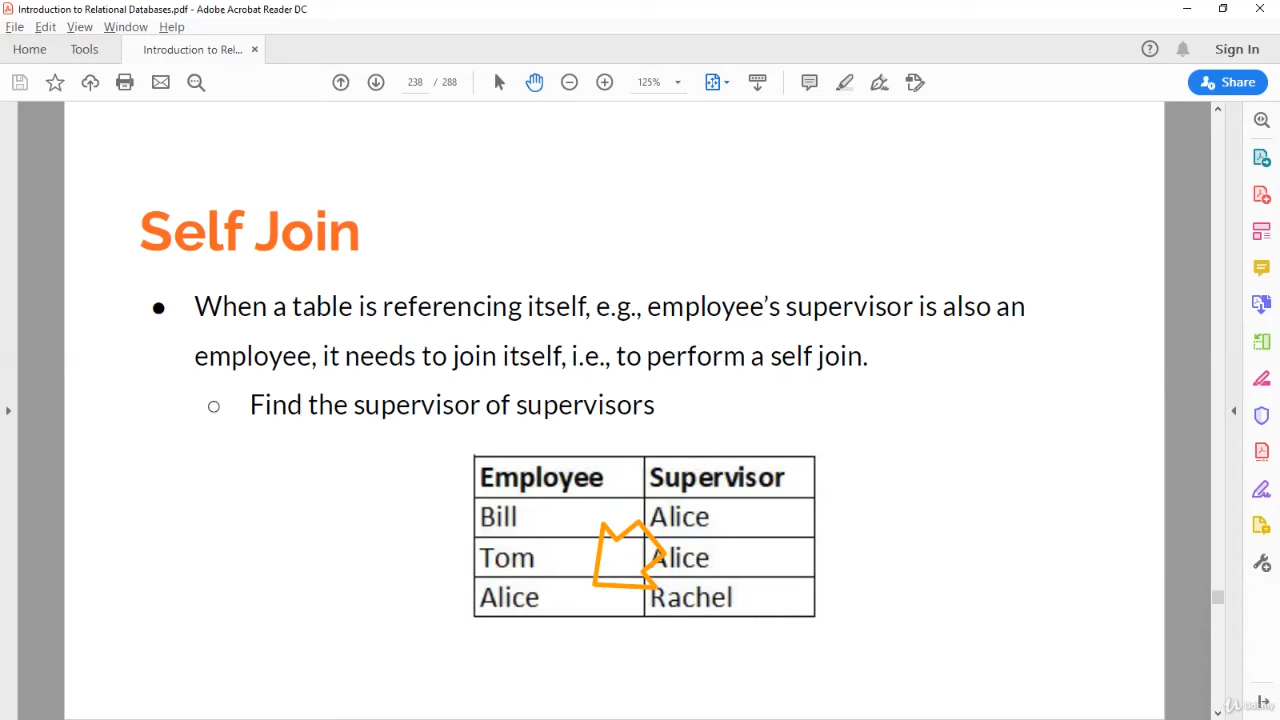 Introduction to Relational Databases.pdf - Adobe Acrobat Reader DC
File Edit View Window Help
Home Tools Introduction to Rel... × Sign In
238 / 288 125% Share
Self Join
● When a table is referencing itself, e.g., employee's supervisor is also an
employee, it needs to join itself, i.e., to perform a self join.
○ Find the supervisor of supervisors
Employee Supervisor
Bill Alice
Tom Alice
Alice Rachel
Udemy